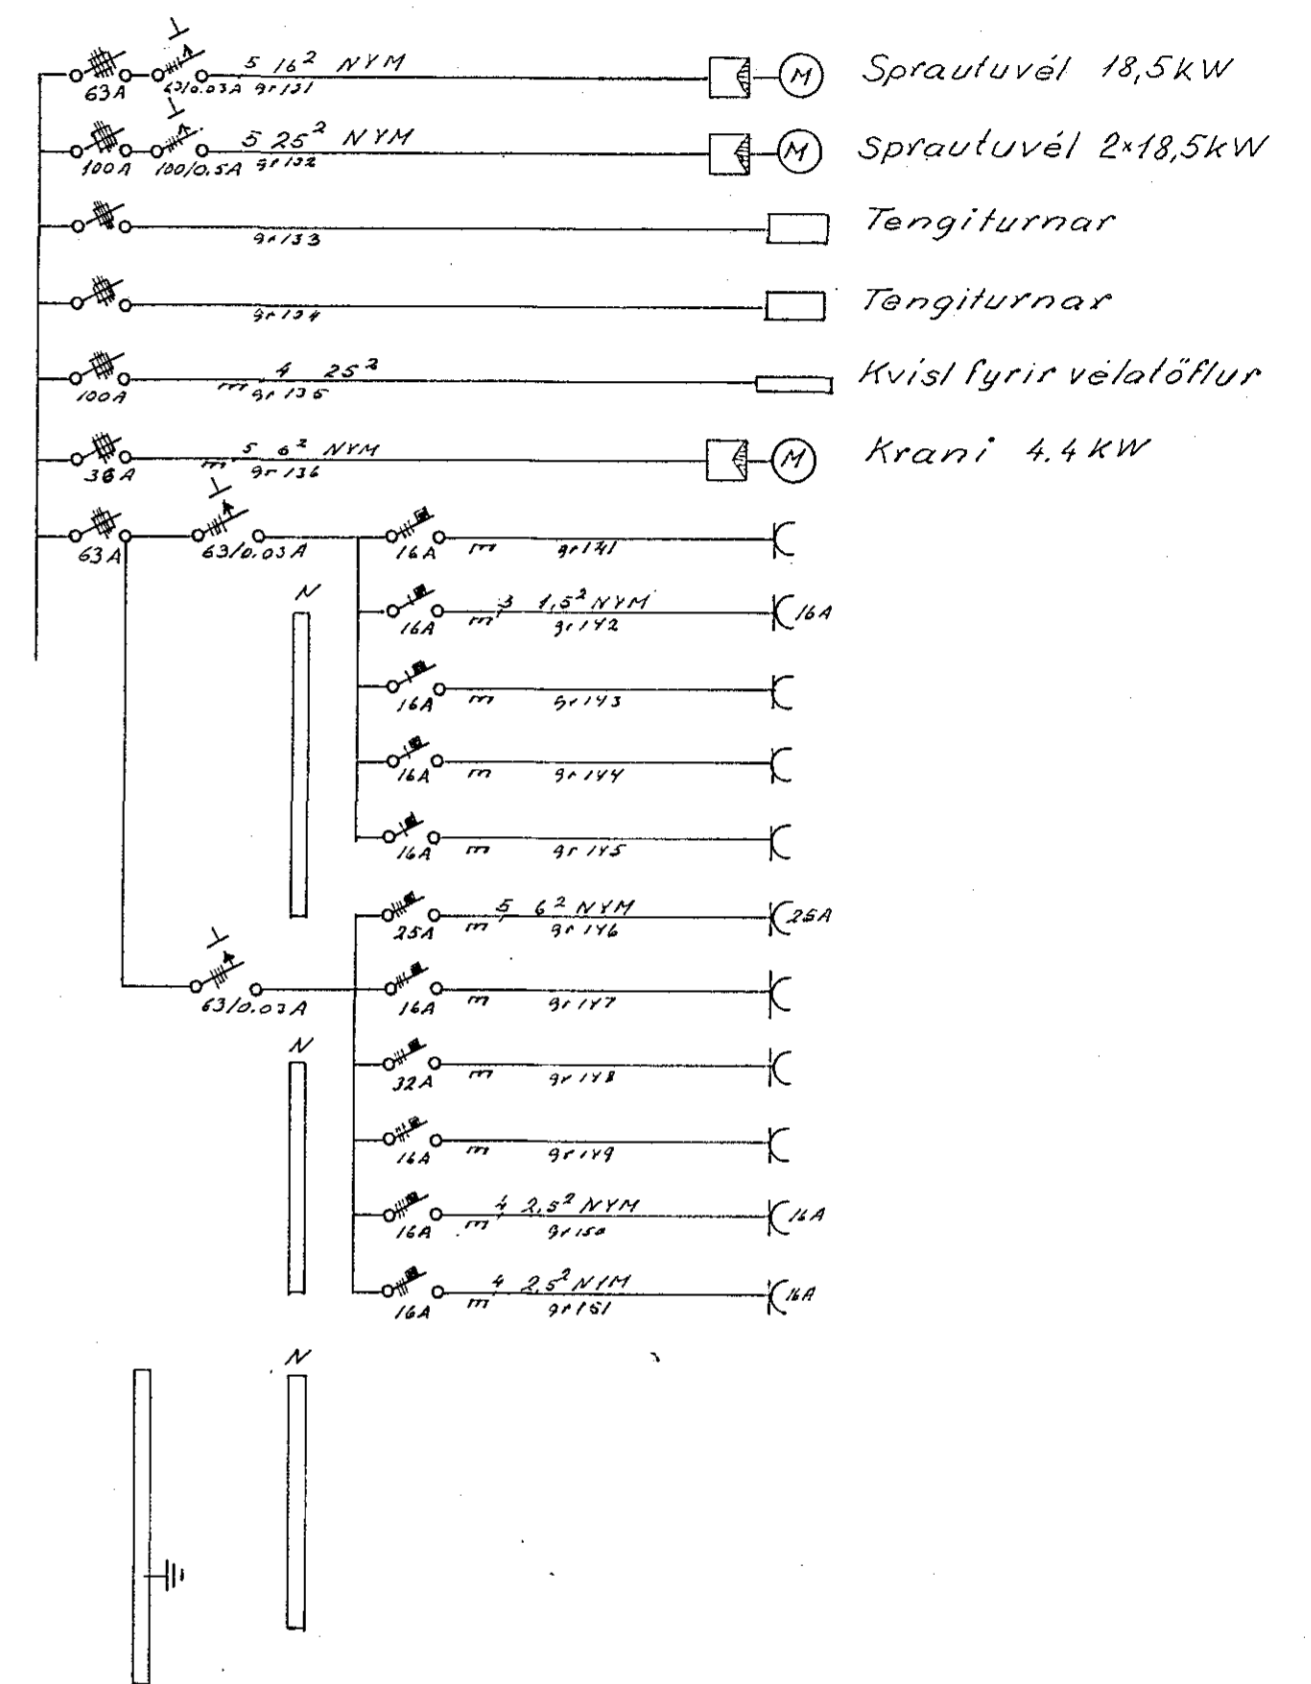 5 16² NYM Sprautuvél 18,5kW
63A 63/0.03A gr131
5 25² NYM Sprautuvél 2×18,5kW
100A 100/0.5A gr132
Tengiturnar
gr133
Tengiturnar
gr134
4 25² Kvísl fyrir vélatöflur
100A m gr135
5 6² NYM Krani 4.4 kW
m gr136
63A 63/0.03A 16A m gr141
N 3 1,5² NYM 16A
16A m gr142
16A m gr143
16A m gr144
16A m gr145
5 6² NYM 25A
25A m gr146
63/0.03A 16A m gr147
N
32A m gr148
16A m gr149
4 2,5² NYM 16A
16A m gr150
4 2,5² NYM 16A
16A m gr151
N